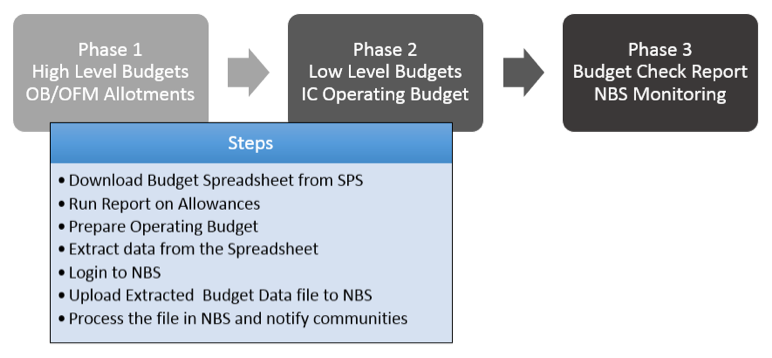 Phase 1
High Level Budgets
OB/OFM Allotments
Phase 2
Low Level Budgets
IC Operating Budget
Phase 3
Budget Check Report
NBS Monitoring
Steps
• Download Budget Spreadsheet from SPS
• Run Report on Allowances
• Prepare Operating Budget
• Extract data from the Spreadsheet
• Login to NBS
• Upload Extracted  Budget Data file to NBS
• Process the file in NBS and notify communities